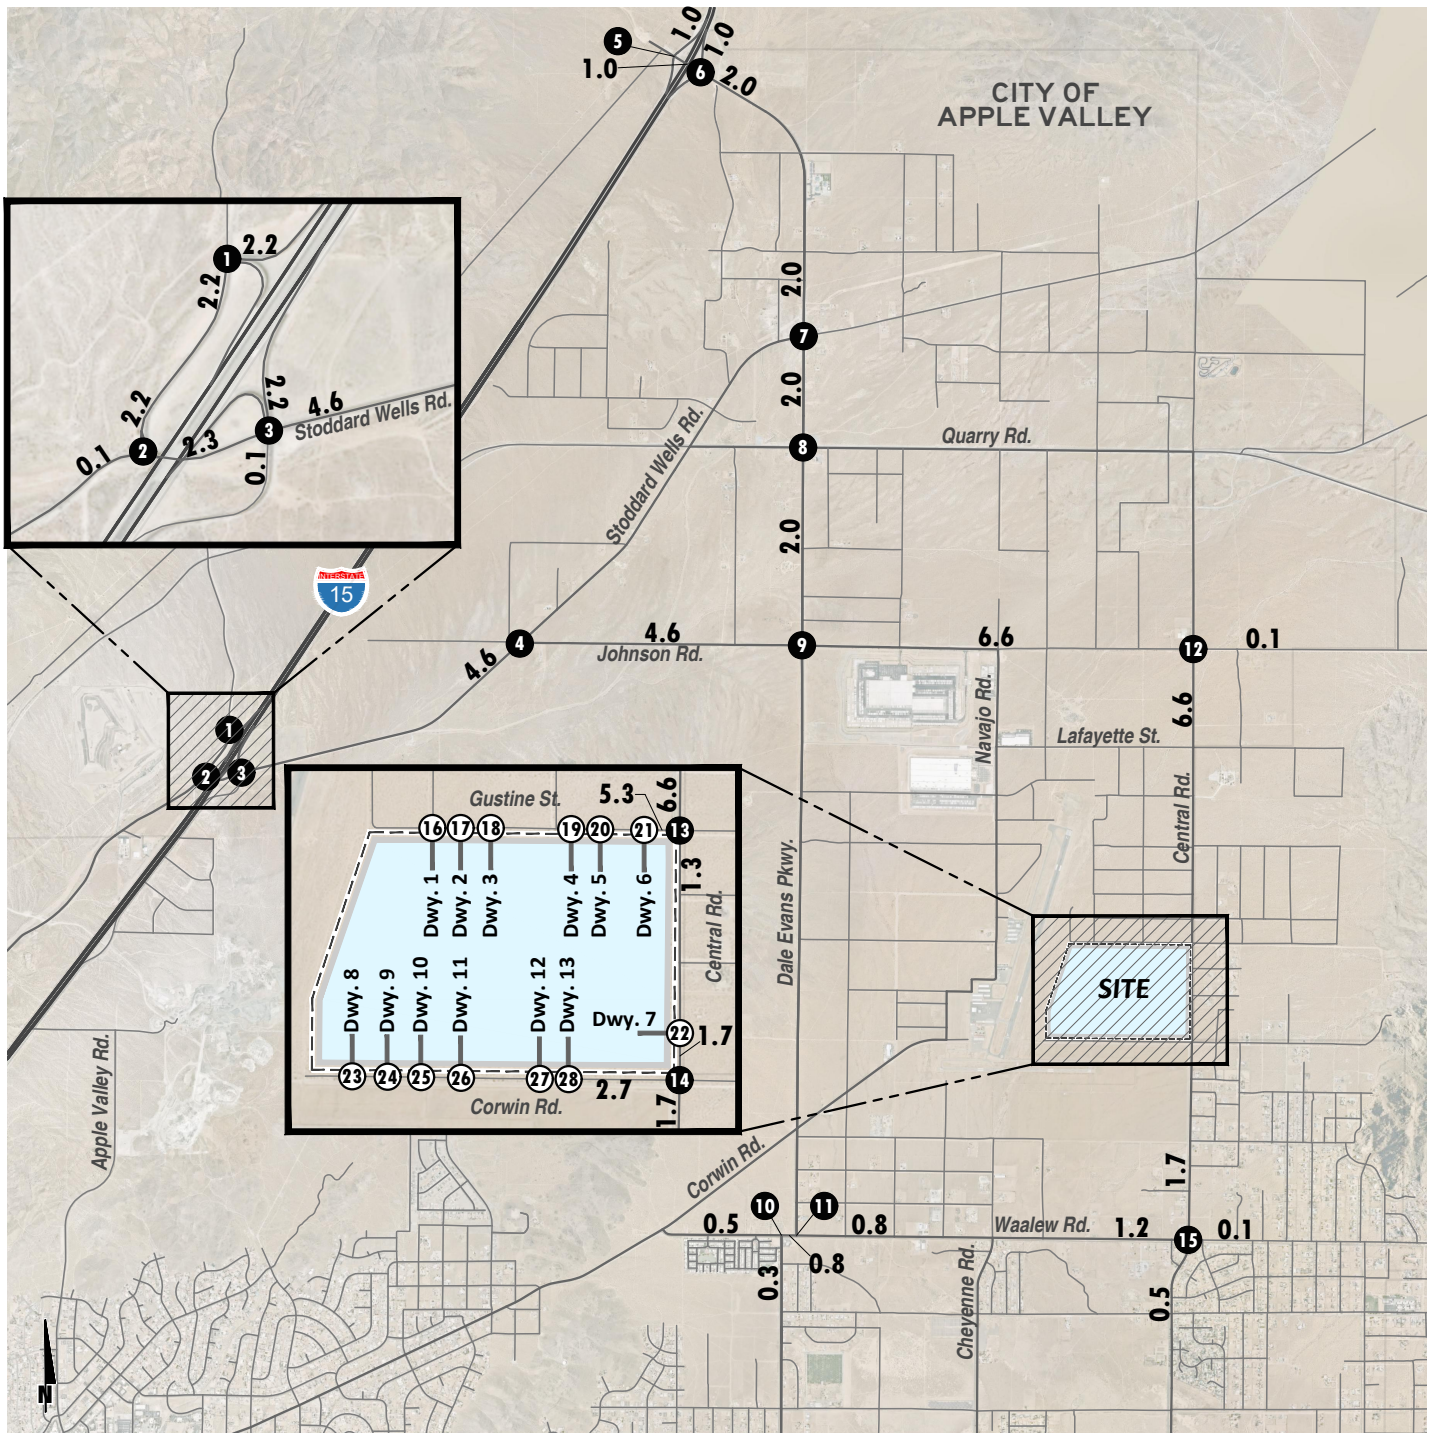 1.0
5
1.0
1.0
6
2.0
CITY OF
APPLE VALLEY
1
2.2
2.2
2.2
2.2
4.6
Stoddard Wells Rd.
3
2
2.3
0.1
0.1
2.0
7
2.0
Stoddard Wells Rd.
8
Quarry Rd.
2.0
INTERSTATE
15
4
4.6
Johnson Rd.
4.6
9
6.6
12
0.1
Navajo Rd.
6.6
Lafayette St.
Central Rd.
1
2
3
Gustine St.
5.3
6.6
16
17
18
19
20
21
13
1.3
Dwy. 1
Dwy. 2
Dwy. 3
Dwy. 4
Dwy. 5
Dwy. 6
Central Rd.
Dwy. 8
Dwy. 9
Dwy. 10
Dwy. 11
Dwy. 12
Dwy. 13
Dwy. 7
22
1.7
23
24
25
26
27
28
2.7
14
Corwin Rd.
1.7
Dale Evans Pkwy.
SITE
Apple Valley Rd.
Corwin Rd.
1.7
10
11
0.5
0.8
Waalew Rd.
1.2
15
0.1
0.8
0.3
Cheyenne Rd.
0.5
N